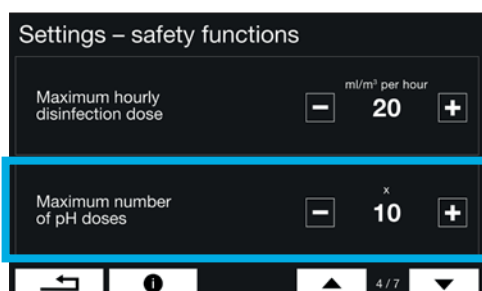 Settings – safety functions
Maximum hourly
disinfection dose
ml/m³ per hour
20
Maximum number
of pH doses
x
10
4/7